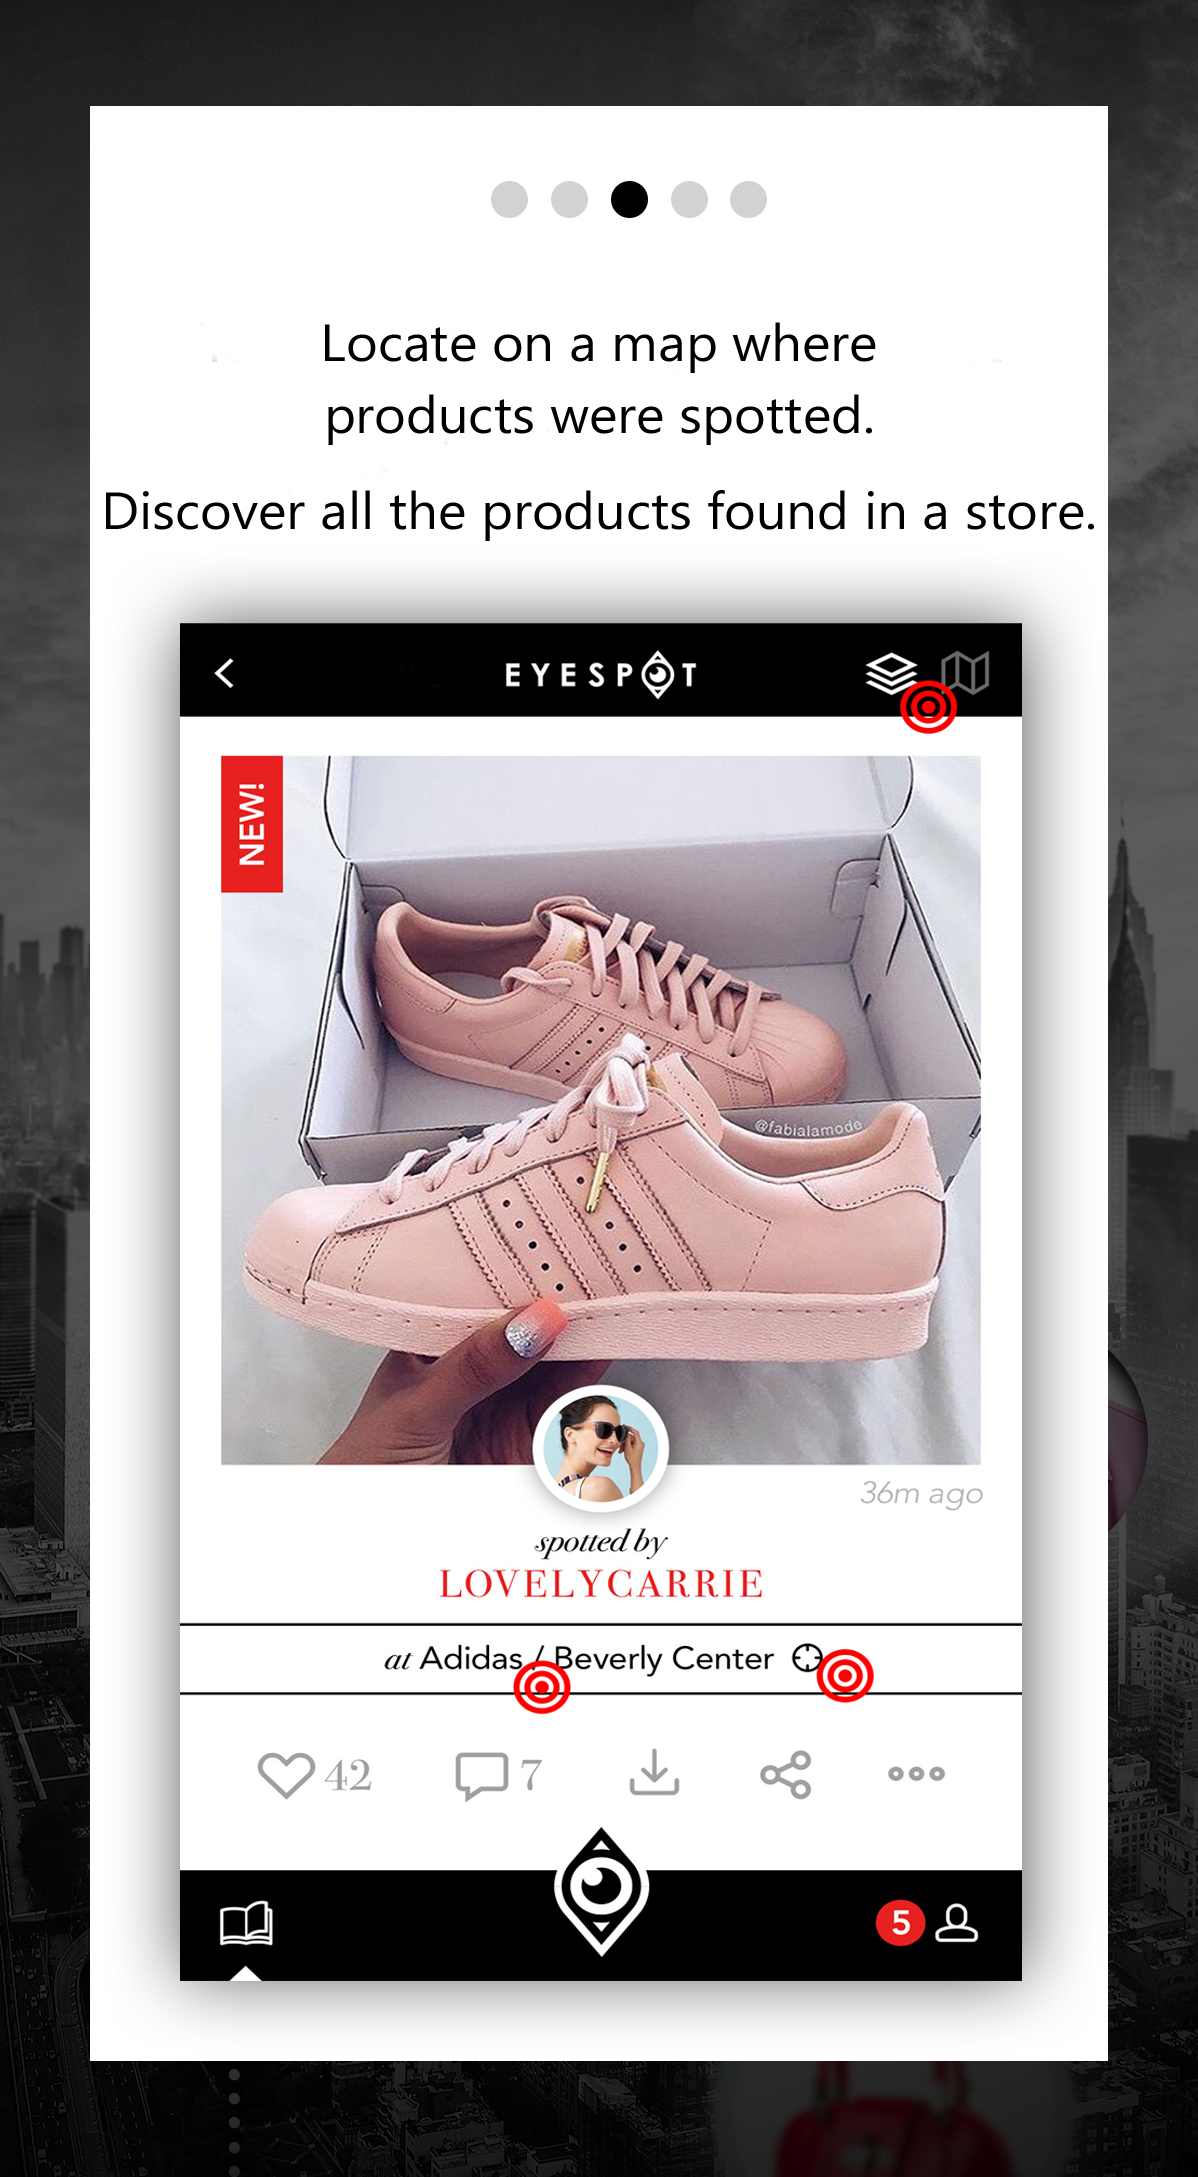 Locate on a map where
products were spotted.
Discover all the products found in a store.
EYESPOT
NEW!
@fabialamode
36m ago
spotted by
LOVELYCARRIE
at Adidas / Beverly Center
42
7
5